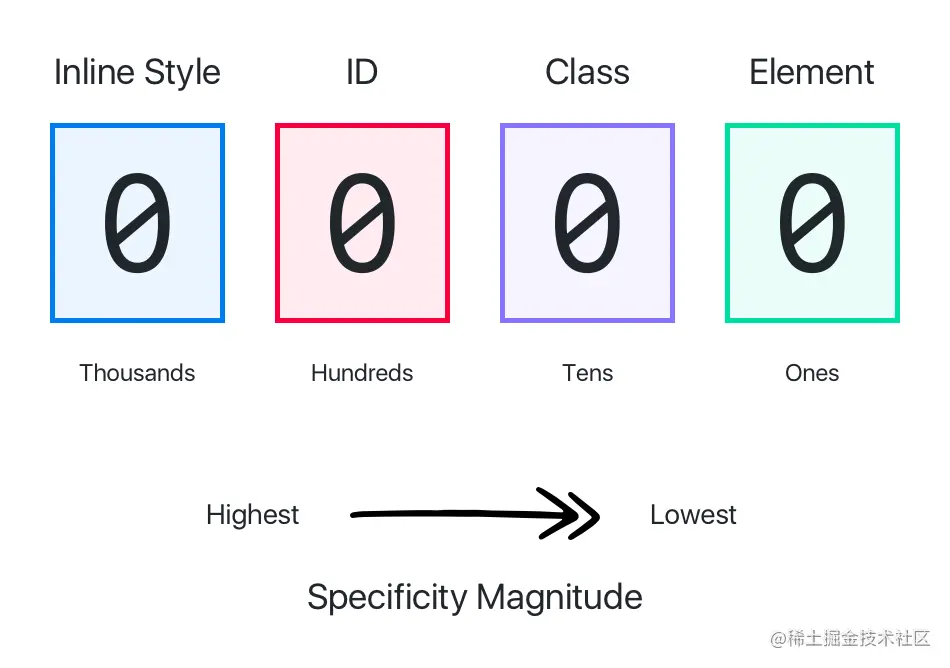 Inline Style ID Class Element
0 0 0 0
Thousands Hundreds Tens Ones
Highest Lowest
Specificity Magnitude
@稀土掘金技术社区